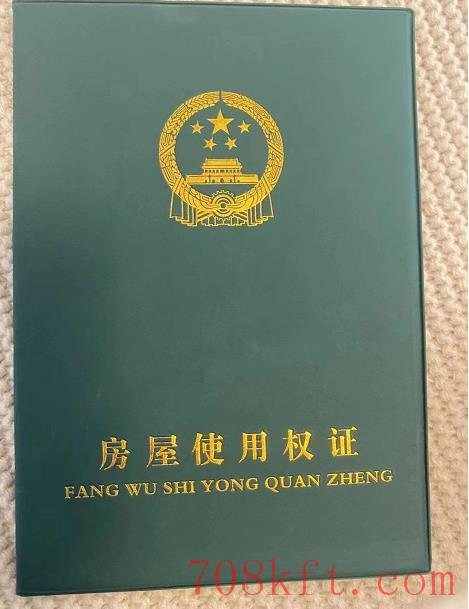 房屋使用权证
FANG WU SHI YONG QUAN ZHENG
708kft.com